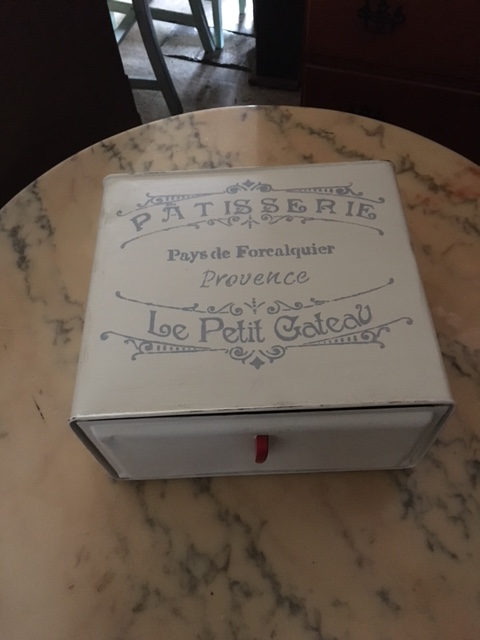 PATISSERIE
Pays de Forcalquier
Provence
Le Petit Gateau